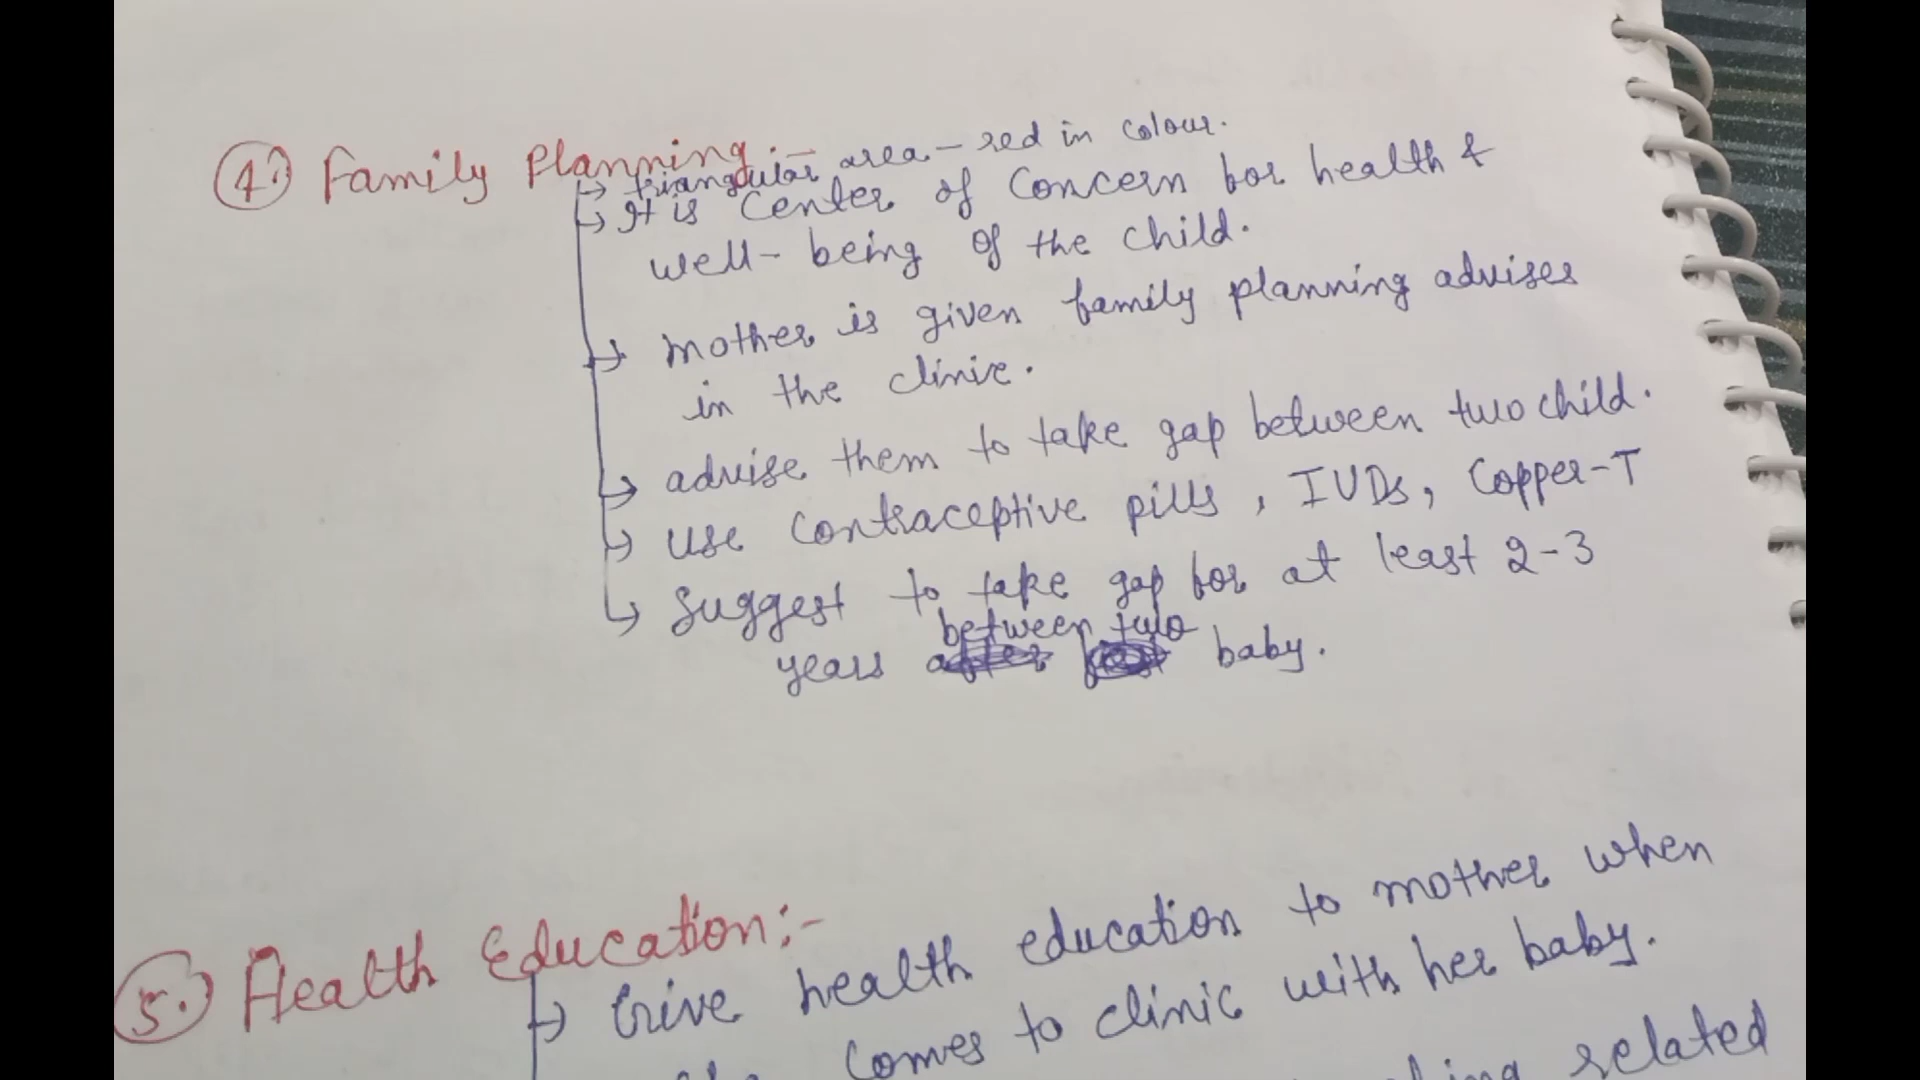 4. Family Planning :-
→ triangular area - red in colour.
→ It is center of concern for health &
well-being of the child.
→ mother is given family planning advises
in the clinic.
→ advise them to take gap between two child.
→ use contraceptive pills, IUDs, Copper-T
→ suggest to take gap for at least 2-3
between two
years baby.
5. Health Education :-
→ Give health education to mother when
comes to clinic with her baby.
related